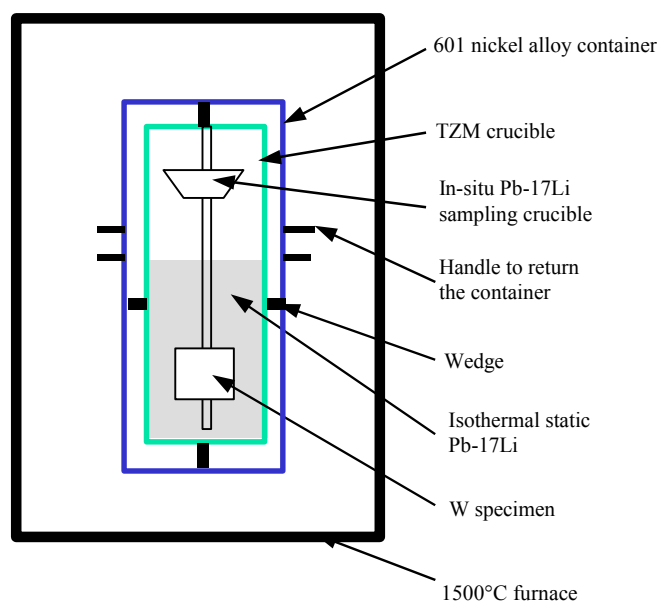 601 nickel alloy container
TZM crucible
In-situ Pb-17Li
sampling crucible
Handle to return
the container
Wedge
Isothermal static
Pb-17Li
W specimen
1500°C furnace